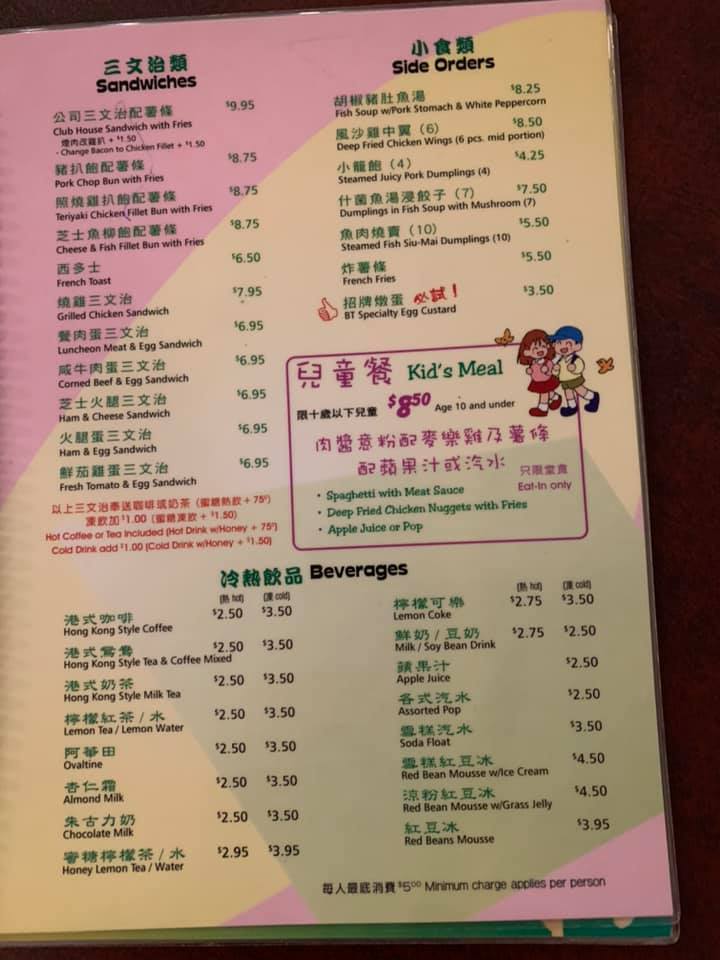 三文治類
Sandwiches
公司三文治配薯條 $9.95
Club House Sandwich with Fries
煙肉改雞扒 + $1.50
- Change Bacon to Chicken Fillet + $1.50
豬扒飽配薯條 $8.75
Pork Chop Bun with Fries
照燒雞扒飽配薯條 $8.75
Teriyaki Chicken Fillet Bun with Fries
芝士魚柳飽配薯條 $8.75
Cheese & Fish Fillet Bun with Fries
西多士 $6.50
French Toast
燒雞三文治 $7.95
Grilled Chicken Sandwich
餐肉蛋三文治 $6.95
Luncheon Meat & Egg Sandwich
咸牛肉蛋三文治 $6.95
Corned Beef & Egg Sandwich
芝士火腿三文治 $6.95
Ham & Cheese Sandwich
火腿蛋三文治 $6.95
Ham & Egg Sandwich
鮮茄蛋三文治 $6.95
Fresh Tomato & Egg Sandwich
以上三文治奉送咖啡或奶茶 (蜜糖熱飲 + 75¢)
凍飲加 $1.00 (蜜糖凍飲 + $1.50)
Hot Coffee or Tea Included (Hot Drink w/Honey + 75¢)
Cold Drink add $1.00 (Cold Drink w/Honey + $1.50)
小食類
Side Orders
胡椒豬肚魚湯 $8.25
Fish Soup w/Pork Stomach & White Peppercorn
風沙雞中翼 (6) $8.50
Deep Fried Chicken Wings (6 pcs. mid portion)
小籠飽 (4) $4.25
Steamed Juicy Pork Dumplings (4)
什菌魚湯浸餃子 (7) $7.50
Dumplings in Fish Soup with Mushroom (7)
魚肉燒賣 (10) $5.50
Steamed Fish Siu-Mai Dumplings (10)
炸薯條 $5.50
French Fries
招牌燉蛋 必試! $3.50
BT Specialty Egg Custard
兒童餐 Kid's Meal
限十歲以下兒童 $8.50 Age 10 and under
肉醬意粉配麥樂雞及薯條
配蘋果汁或汽水 只限堂食
Eat-In only
• Spaghetti with Meat Sauce
• Deep Fried Chicken Nuggets with Fries
• Apple Juice or Pop
冷熱飲品 Beverages
(熱 hot) (凍 cold)
港式咖啡 $2.50 $3.50
Hong Kong Style Coffee
港式鴛鴦 $2.50 $3.50
Hong Kong Style Tea & Coffee Mixed
港式奶茶 $2.50 $3.50
Hong Kong Style Milk Tea
檸檬紅茶 / 水 $2.50 $3.50
Lemon Tea / Lemon Water
阿華田 $2.50 $3.50
Ovaltine
杏仁霜 $2.50 $3.50
Almond Milk
朱古力奶 $2.50 $3.50
Chocolate Milk
蜜糖檸檬茶 / 水 $2.95 $3.95
Honey Lemon Tea / Water
(熱 hot) (凍 cold)
檸檬可樂 $2.75 $3.50
Lemon Coke
鮮奶 / 豆奶 $2.75 $2.50
Milk / Soy Bean Drink
蘋果汁 $2.50
Apple Juice
各式汽水 $2.50
Assorted Pop
雪糕汽水 $3.50
Soda Float
雪糕紅豆冰 $4.50
Red Bean Mousse w/Ice Cream
涼粉紅豆冰 $4.50
Red Bean Mousse w/Grass Jelly
紅豆冰 $3.95
Red Beans Mousse
每人最底消費 $5.00 Minimum charge applies per person